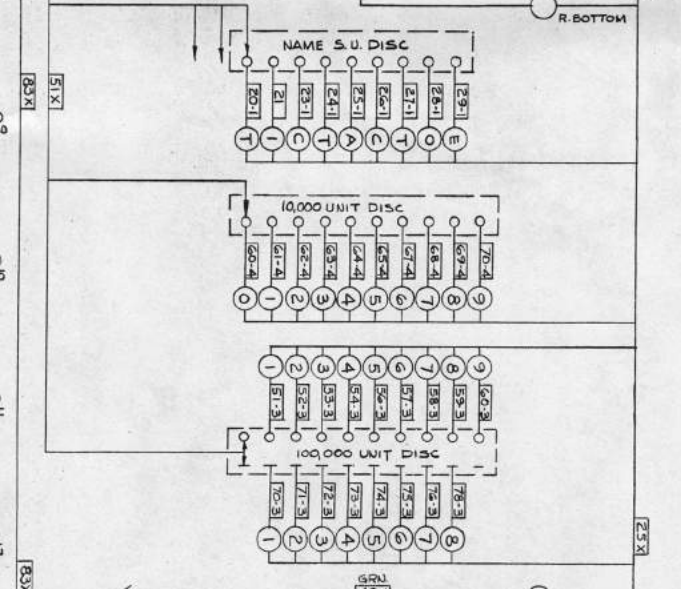 R. BOTTOM
NAME S.U. DISC
83X 51X
20-1 21 23-1 24-1 25-1 26-1 27-1 28-1 29-1
T I C T A C T O E
10,000 UNIT DISC
60-4 61-4 62-4 63-4 64-4 65-4 67-4 68-4 69-4 70-4
0 1 2 3 4 5 6 7 8 9
1 2 3 4 5 6 7 8 9
51-3 52-3 53-3 54-3 56-3 57-3 58-3 59-3 60-3
100,000 UNIT DISC
70-3 71-3 72-3 73-3 74-3 75-3 76-3 78-3
1 2 3 4 5 6 7 8
25X
83X
GRN.